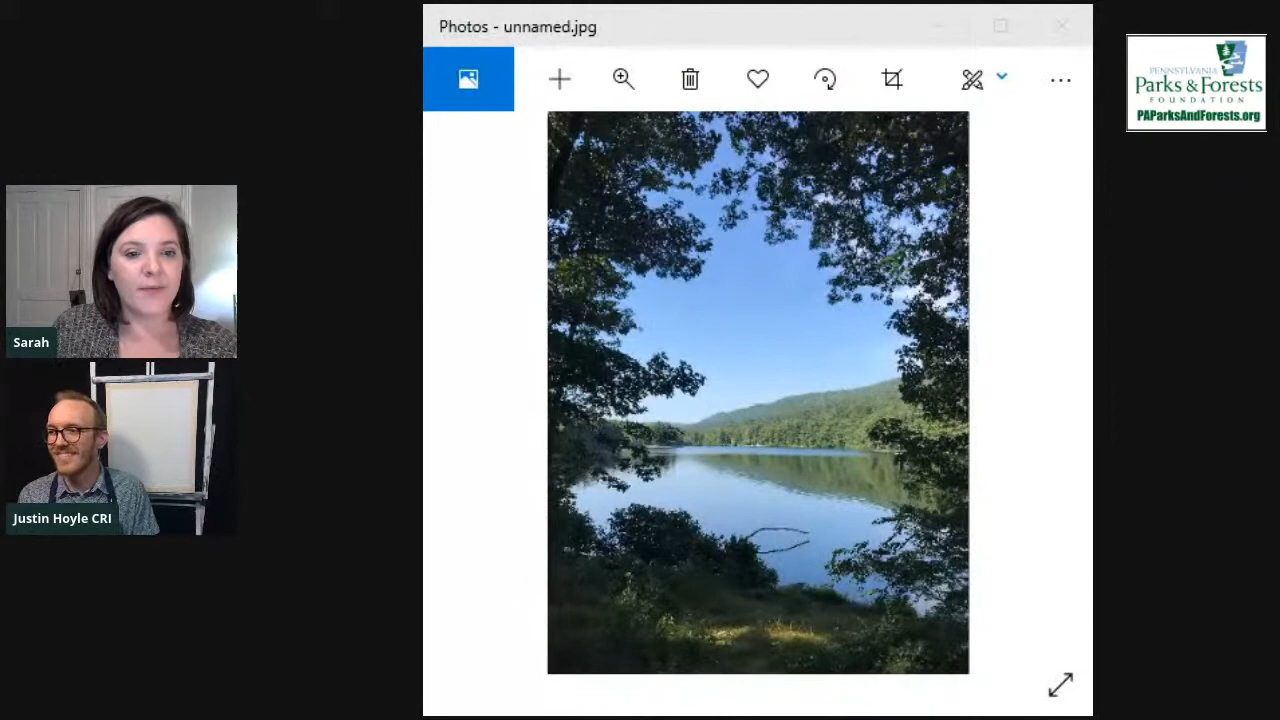 Photos - unnamed.jpg
PENNSYLVANIA
Parks & Forests
FOUNDATION
PAParksAndForests.org
Sarah
Justin Hoyle CRI